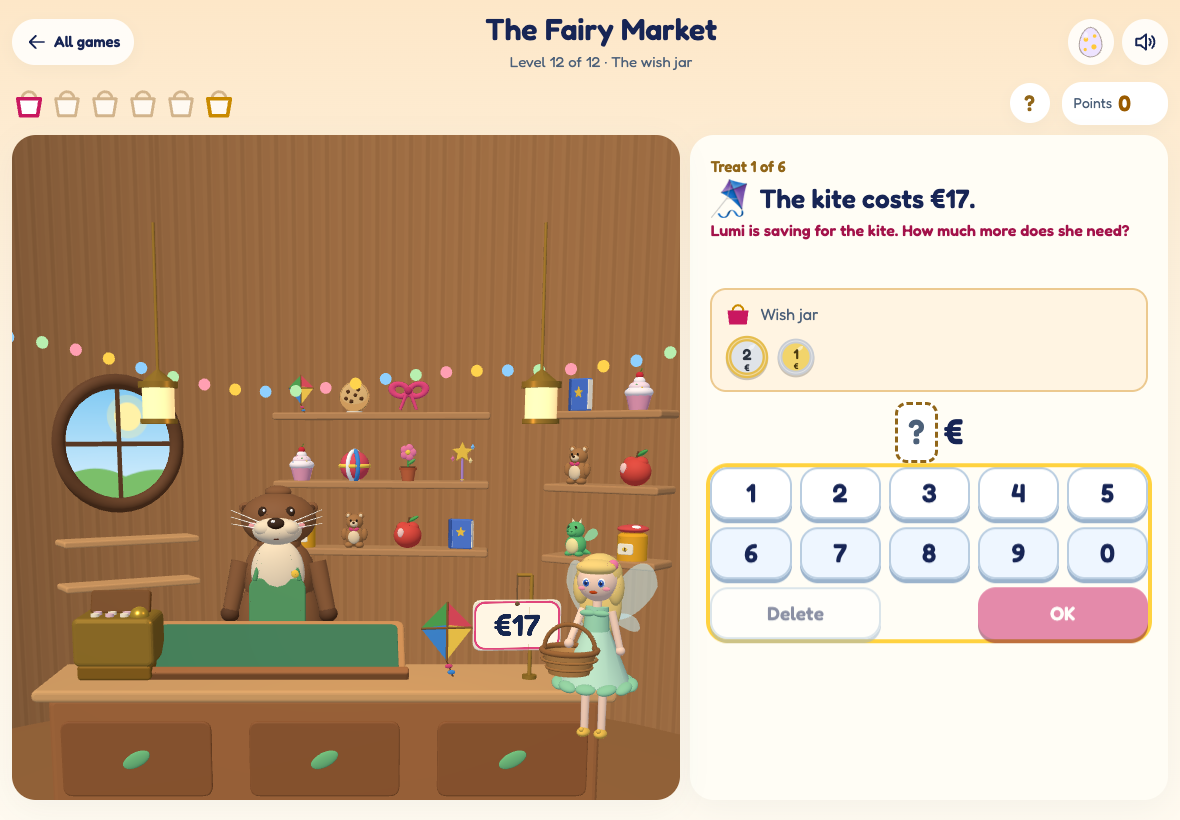 All games
The Fairy Market
Level 12 of 12 · The wish jar
?
Points 0
Treat 1 of 6
The kite costs €17.
Lumi is saving for the kite. How much more does she need?
Wish jar
2 €
1 €
? €
1 2 3 4 5
6 7 8 9 0
Delete OK
€17